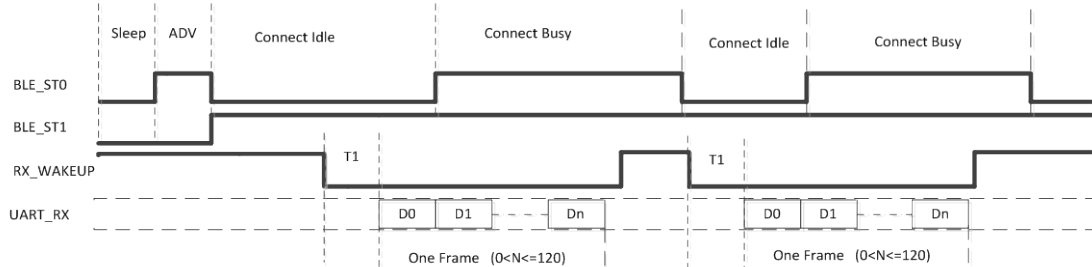 Sleep ADV Connect Idle Connect Busy Connect Idle Connect Busy
BLE_ST0
BLE_ST1
T1 T1
RX_WAKEUP
UART_RX D0 D1 Dn D0 D1 Dn
One Frame (0<N<=120) One Frame (0<N<=120)